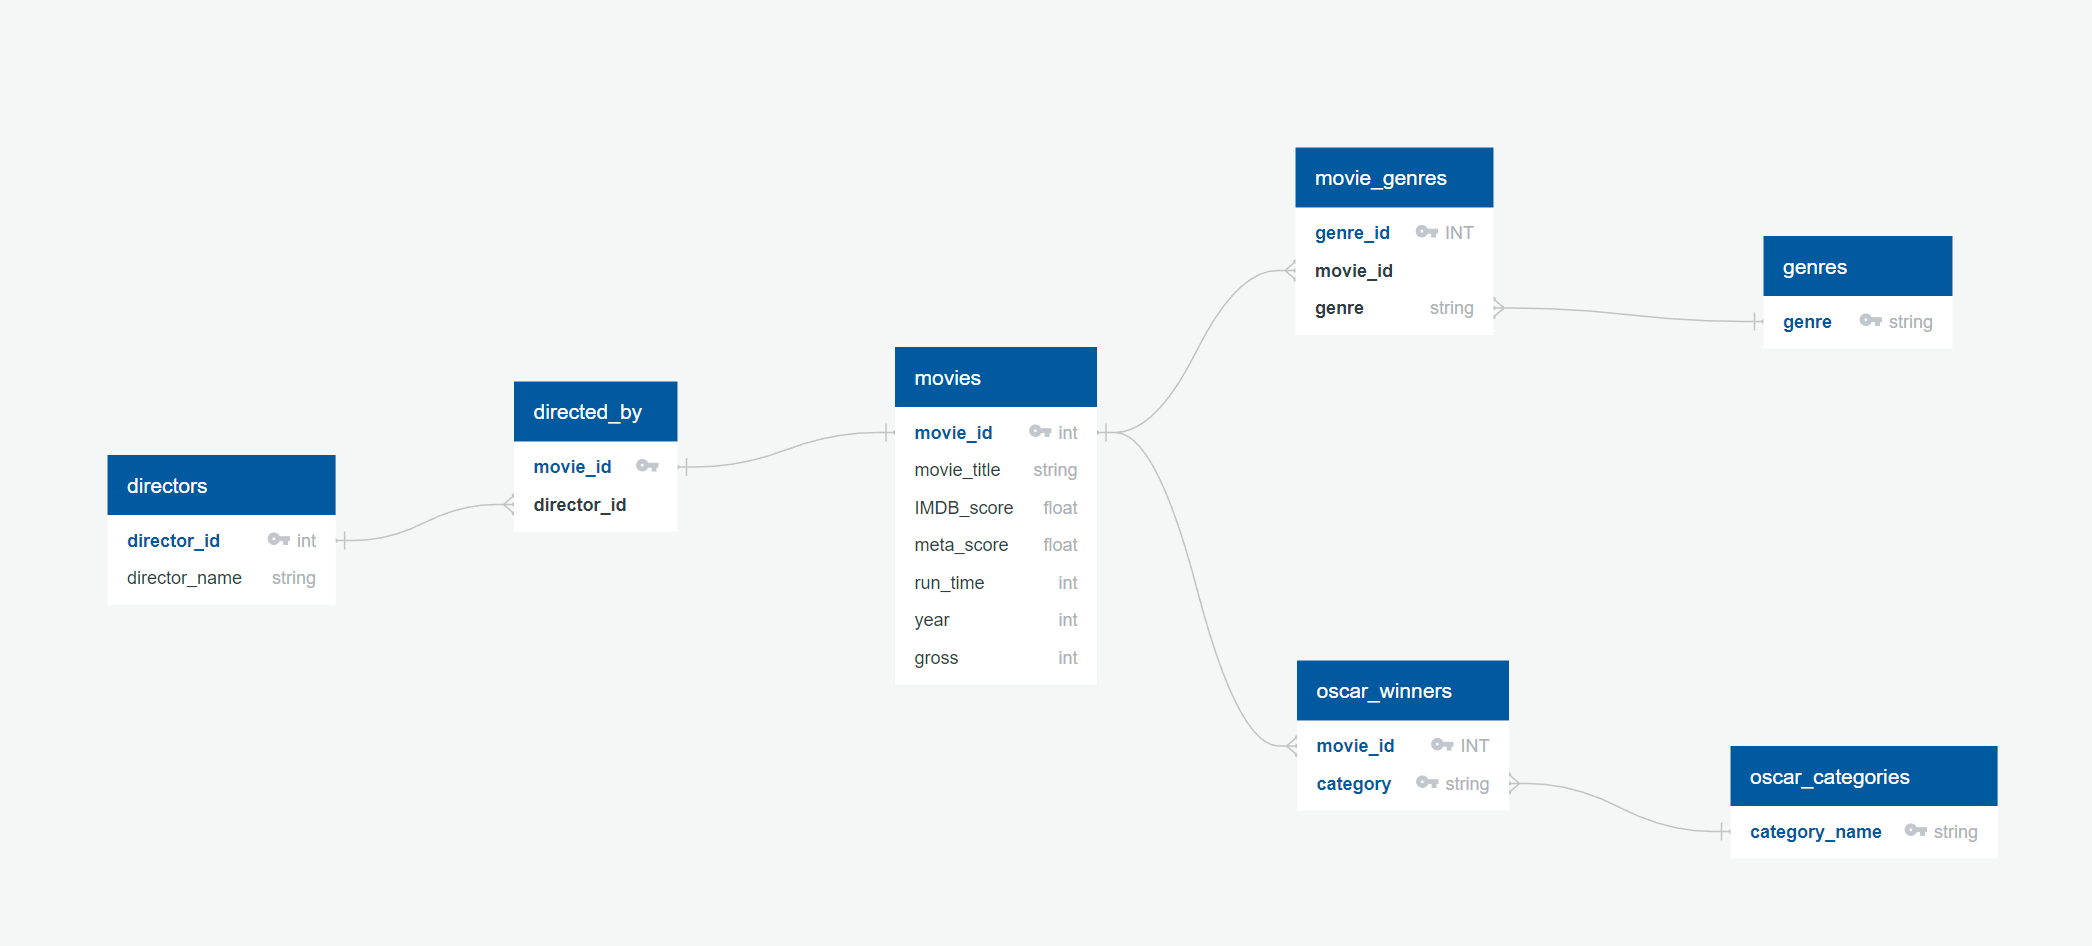 directors
director_id int
director_name string
directed_by
movie_id
director_id
movies
movie_id int
movie_title string
IMDB_score float
meta_score float
run_time int
year int
gross int
movie_genres
genre_id INT
movie_id
genre string
genres
genre string
oscar_winners
movie_id INT
category string
oscar_categories
category_name string